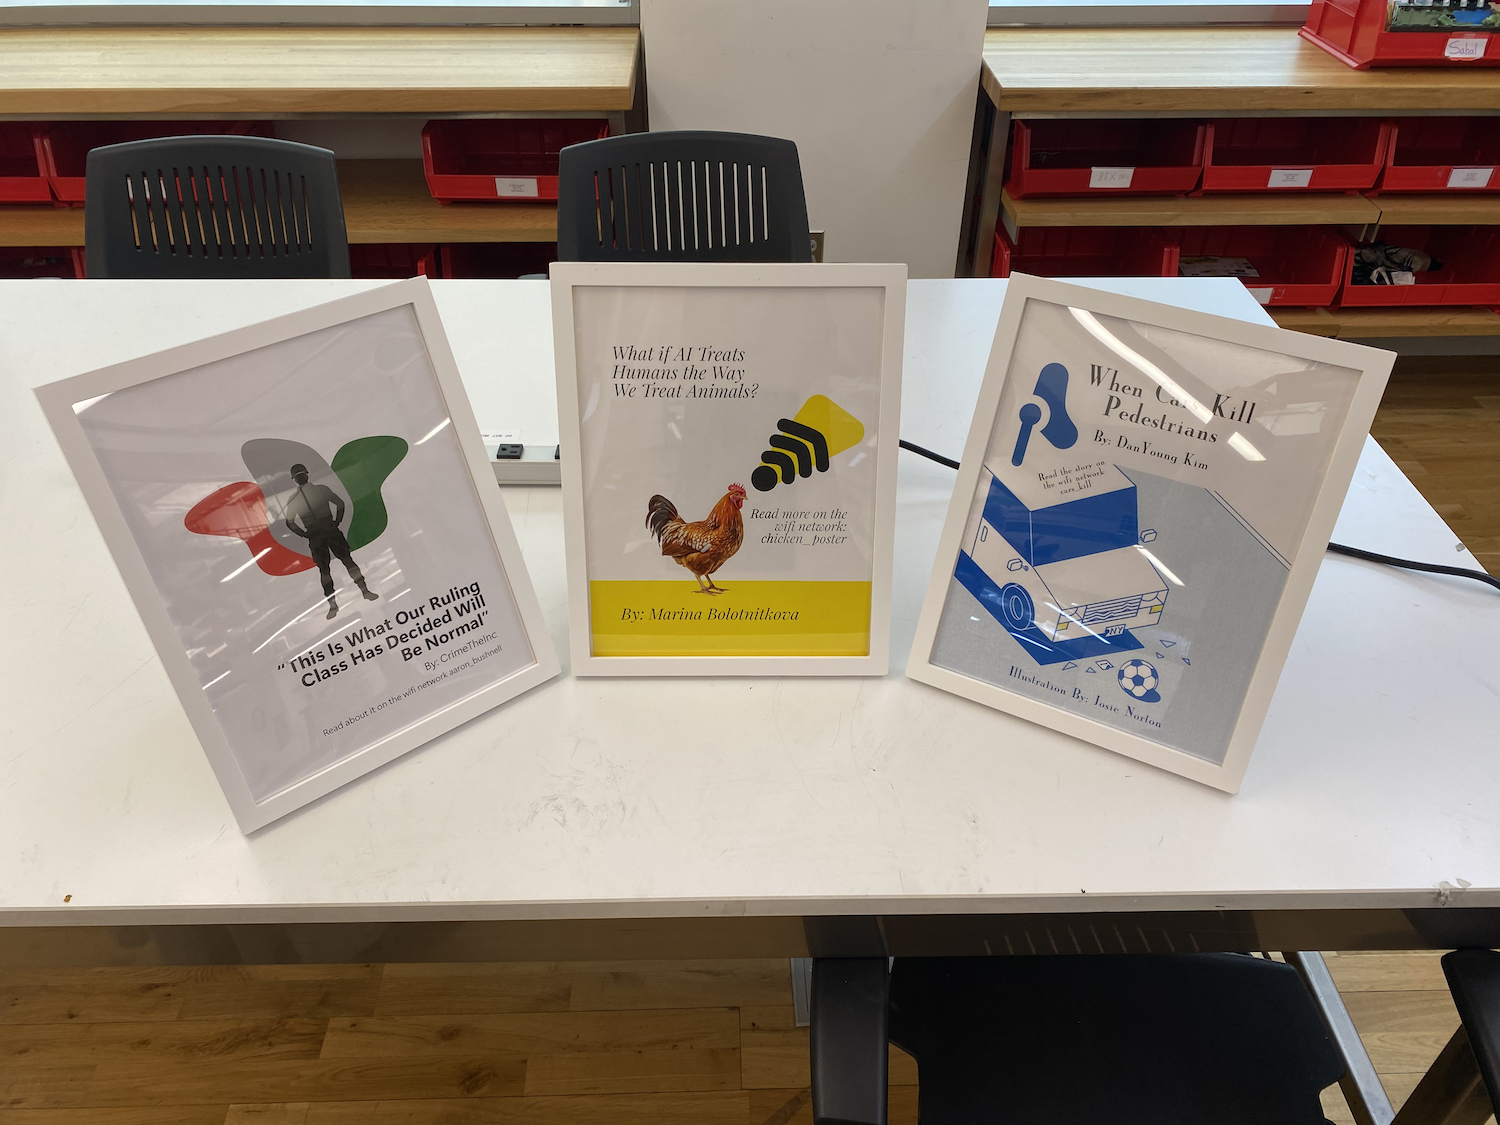 "This Is What Our Ruling
Class Has Decided Will
Be Normal"
By: CrimeTheInc
Read about it on the wifi network aaron_bushnell
What if AI Treats
Humans the Way
We Treat Animals?
Read more on the
wifi network:
chicken_poster
By: Marina Bolotnitkova
When Cars Kill
Pedestrians
By: DanYoung Kim
Read the story on
the wifi network
cars_kill
NY
Illustration By: Josie Norton
Sahal